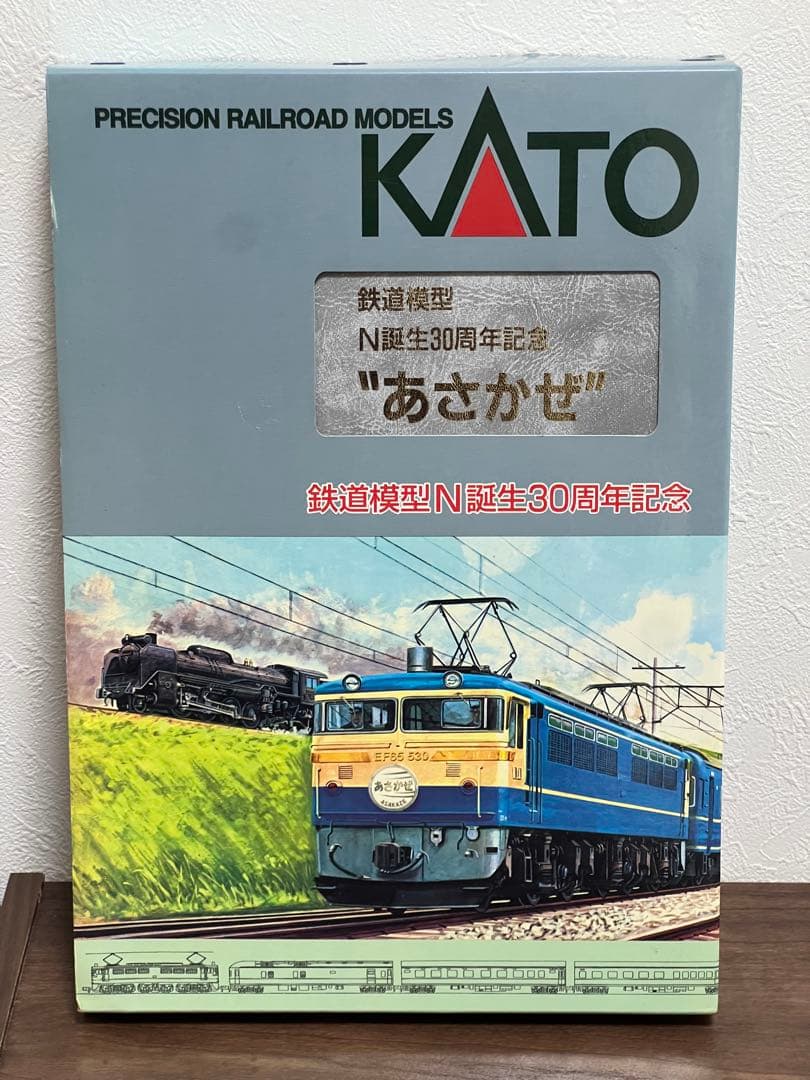 PRECISION RAILROAD MODELS
KATO
鉄道模型
N誕生30周年記念
"あさかぜ"
鉄道模型N誕生30周年記念
EF65 530
あさかぜ
ASAKAZE